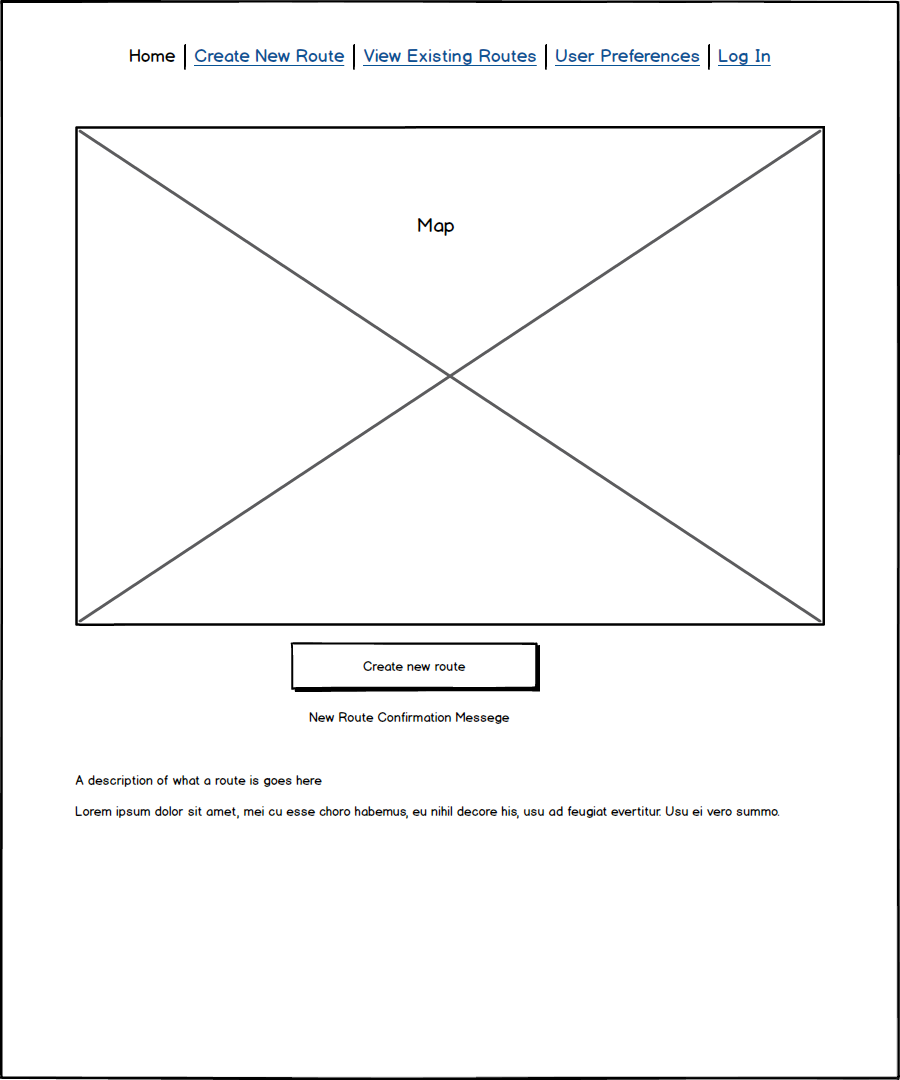 Home | Create New Route | View Existing Routes | User Preferences | Log In
Map
Create new route
New Route Confirmation Messege
A description of what a route is goes here
Lorem ipsum dolor sit amet, mei cu esse choro habemus, eu nihil decore his, usu ad feugiat evertitur. Usu ei vero summo.